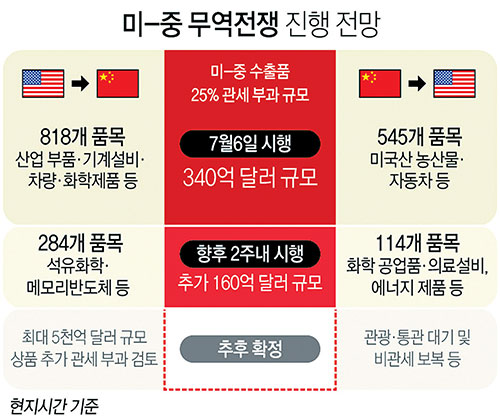 미-중 무역전쟁 진행 전망
미-중 수출품
25% 관세 부과 규모
818개 품목
산업 부품·기계설비·
차량·화학제품 등
7월6일 시행
340억 달러 규모
545개 품목
미국산 농산물·
자동차 등
284개 품목
석유화학·
메모리반도체 등
향후 2주내 시행
추가 160억 달러 규모
114개 품목
화학 공업품·의료설비,
에너지 제품 등
최대 5천억 달러 규모
상품 추가 관세 부과 검토
추후 확정
관광·통관 대기 및
비관세 보복 등
현지시간 기준